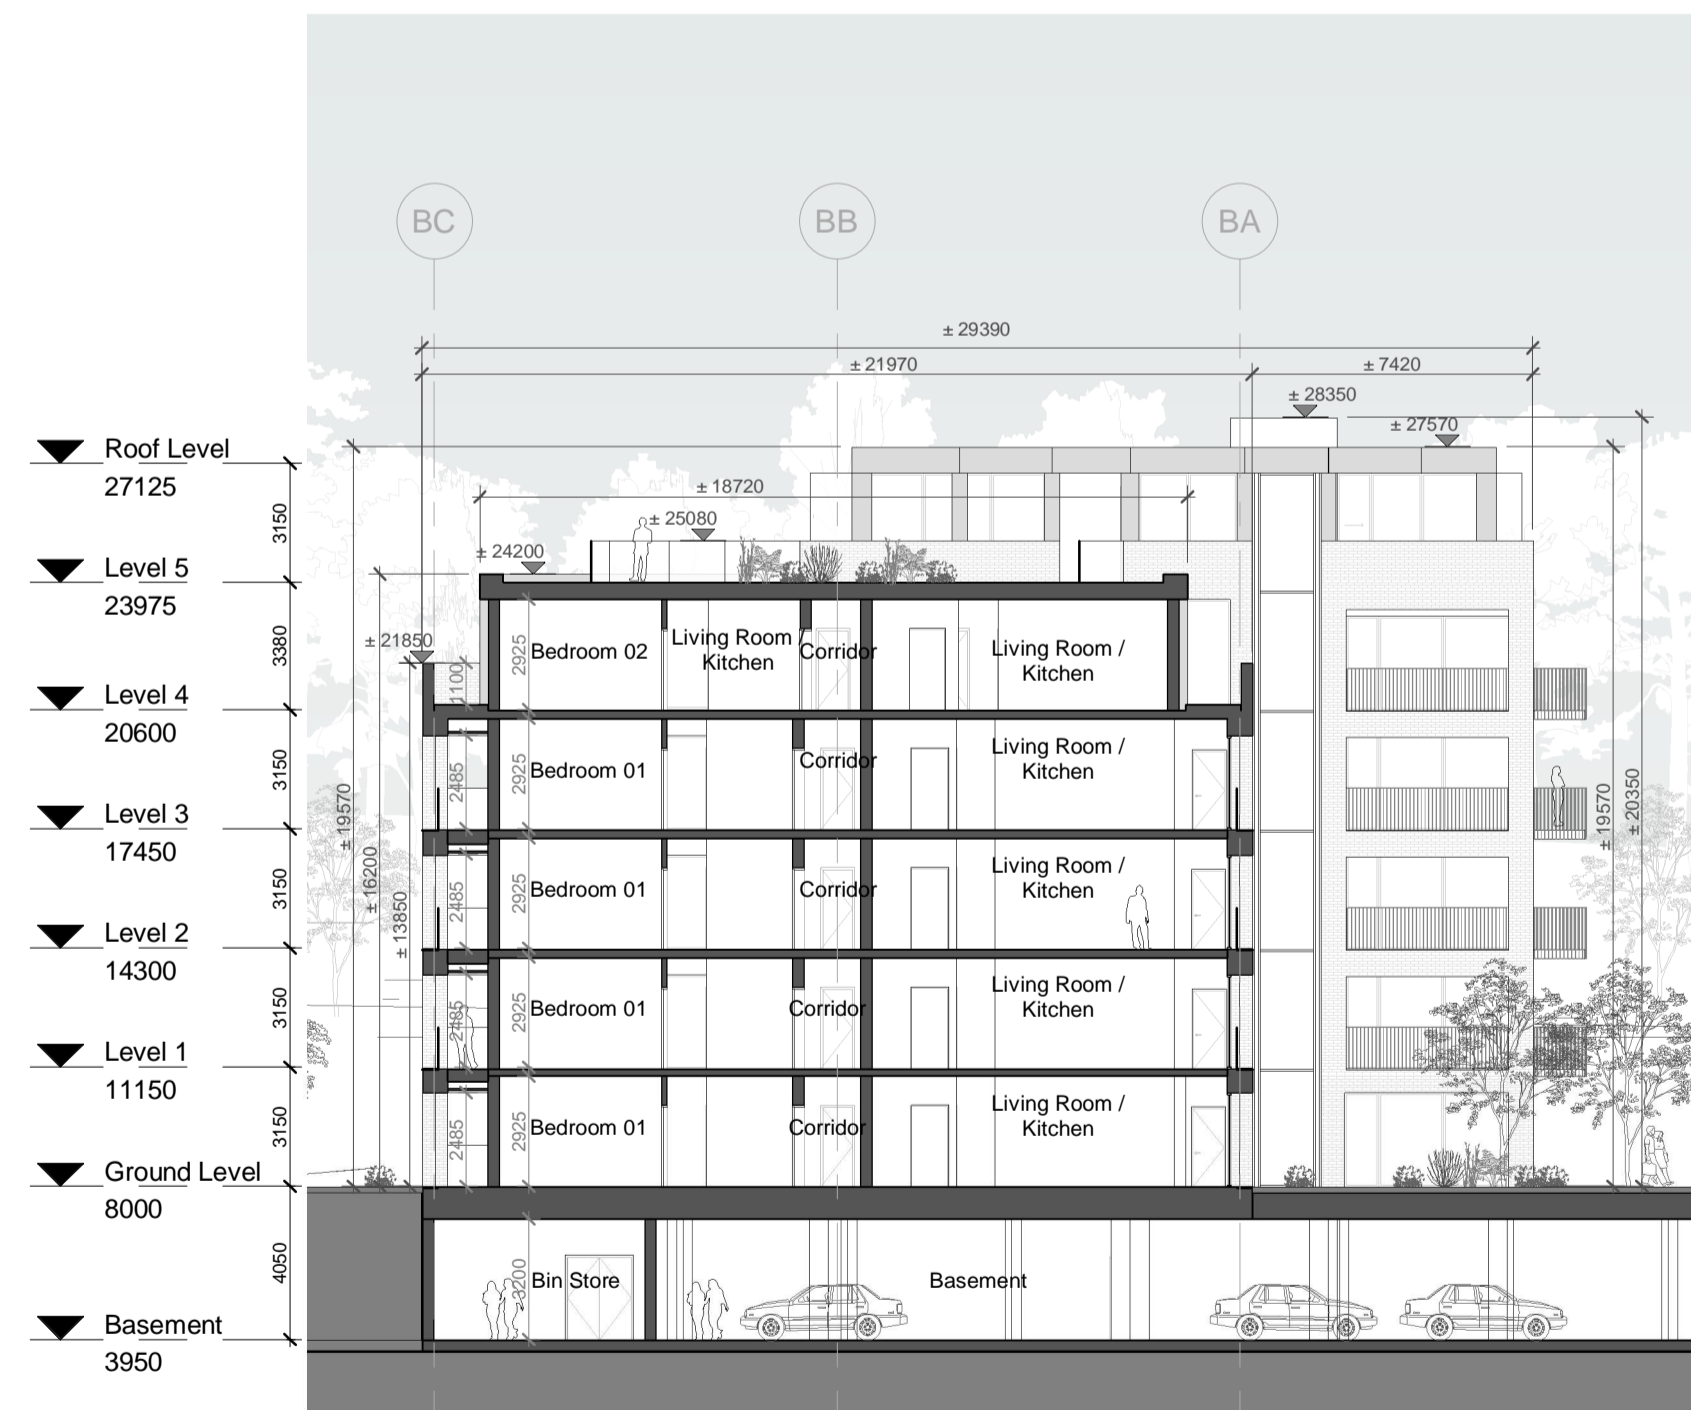 BC
BB
BA
± 29390
± 21970
± 7420
± 28350
± 27570
Roof Level
27125
± 18720
± 25080
3150
± 24200
Level 5
23975
± 21850
3380
2925
Bedroom 02
Living Room /
Kitchen
Corridor
Living Room /
Kitchen
1100
Level 4
20600
3150
2485
2925
Bedroom 01
Corridor
Living Room /
Kitchen
± 19570
± 19570
± 20350
Level 3
17450
3150
± 16200
± 13850
2485
2925
Bedroom 01
Corridor
Living Room /
Kitchen
Level 2
14300
3150
2485
2925
Bedroom 01
Corridor
Living Room /
Kitchen
Level 1
11150
3150
2485
2925
Bedroom 01
Corridor
Living Room /
Kitchen
Ground Level
8000
4050
3200
Bin Store
Basement
Basement
3950